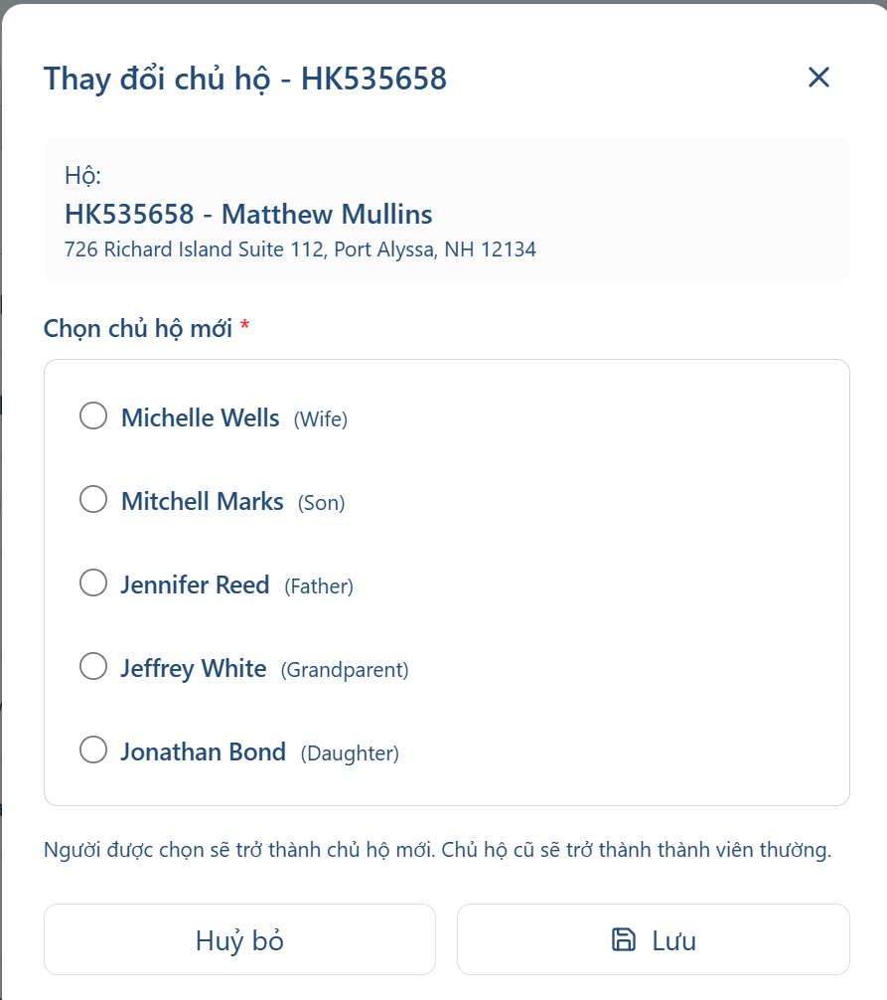 Thay đổi chủ hộ - HK535658
Hộ:
HK535658 - Matthew Mullins
726 Richard Island Suite 112, Port Alyssa, NH 12134
Chọn chủ hộ mới *
Michelle Wells (Wife)
Mitchell Marks (Son)
Jennifer Reed (Father)
Jeffrey White (Grandparent)
Jonathan Bond (Daughter)
Người được chọn sẽ trở thành chủ hộ mới. Chủ hộ cũ sẽ trở thành thành viên thường.
Huỷ bỏ
Lưu